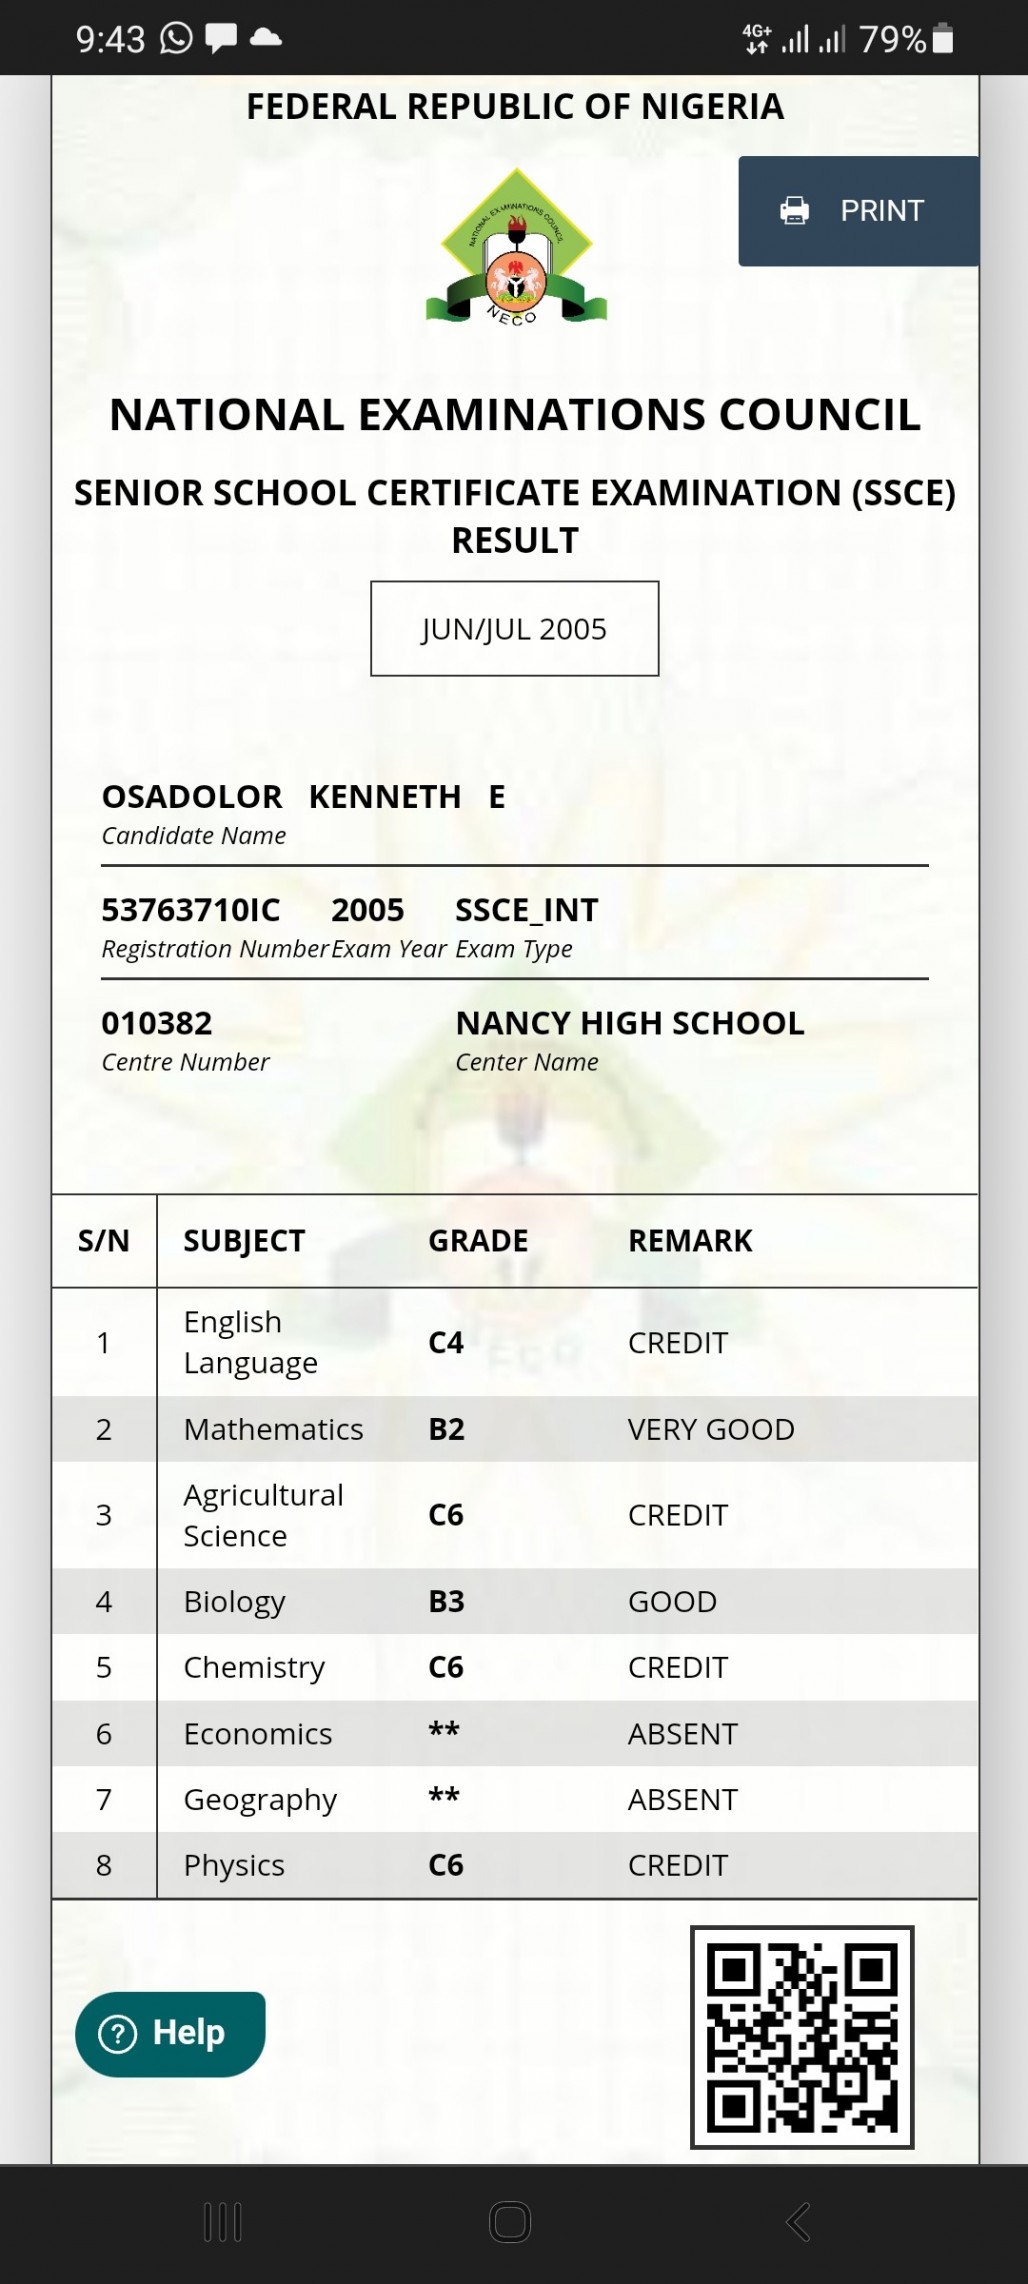 9:43 4G+ 79%
FEDERAL REPUBLIC OF NIGERIA
PRINT
NATIONAL EXAMINATIONS COUNCIL
NECO
NATIONAL EXAMINATIONS COUNCIL
SENIOR SCHOOL CERTIFICATE EXAMINATION (SSCE)
RESULT
JUN/JUL 2005
OSADOLOR KENNETH E
Candidate Name
53763710IC 2005 SSCE_INT
Registration Number Exam Year Exam Type
010382 NANCY HIGH SCHOOL
Centre Number Center Name
S/N SUBJECT GRADE REMARK
1 English Language C4 CREDIT
2 Mathematics B2 VERY GOOD
3 Agricultural Science C6 CREDIT
4 Biology B3 GOOD
5 Chemistry C6 CREDIT
6 Economics ** ABSENT
7 Geography ** ABSENT
8 Physics C6 CREDIT
? Help